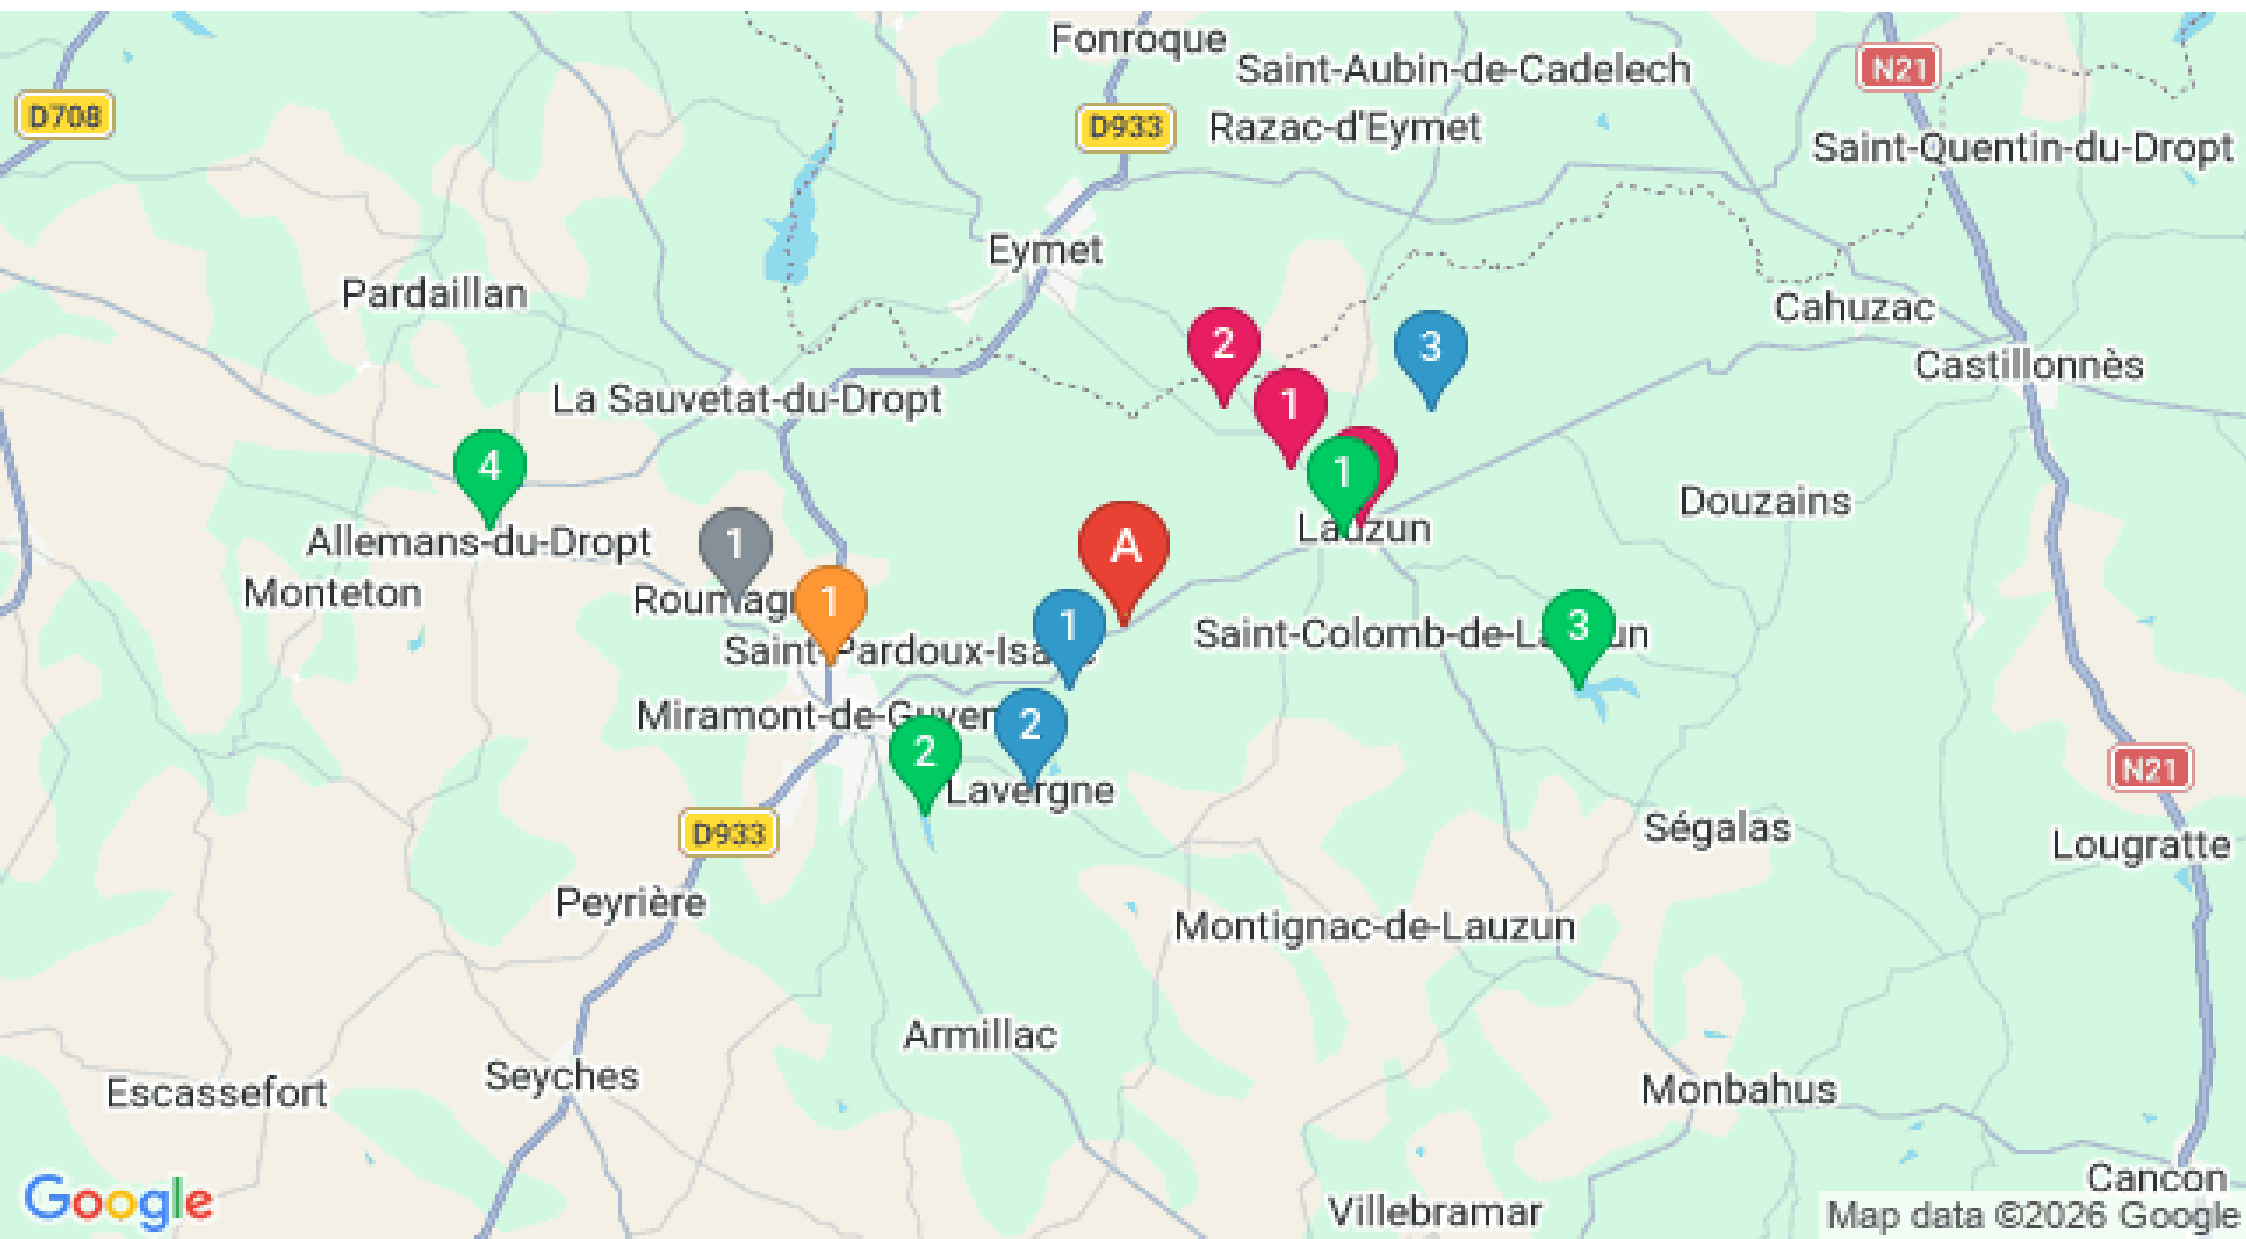 Fonroque
Saint-Aubin-de-Cadelech
N21
D708
D933
Razac-d'Eymet
Saint-Quentin-du-Dropt
Eymet
Pardaillan
Cahuzac
2
3
Castillonnès
La Sauvetat-du-Dropt
1
4
1
Douzains
Lauzun
Allemans-du-Dropt
1
A
Monteton
1
1
3
Saint-Colomb-de-L
un
Miramont-de-Guyen
2
2
Lavergne
N21
D933
Ségalas
Lougratte
Peyrière
Montignac-de-Lauzun
Armillac
Seyches
Escassefort
Monbahus
Cancon
Google
Villebramar
Map data ©2026 Google